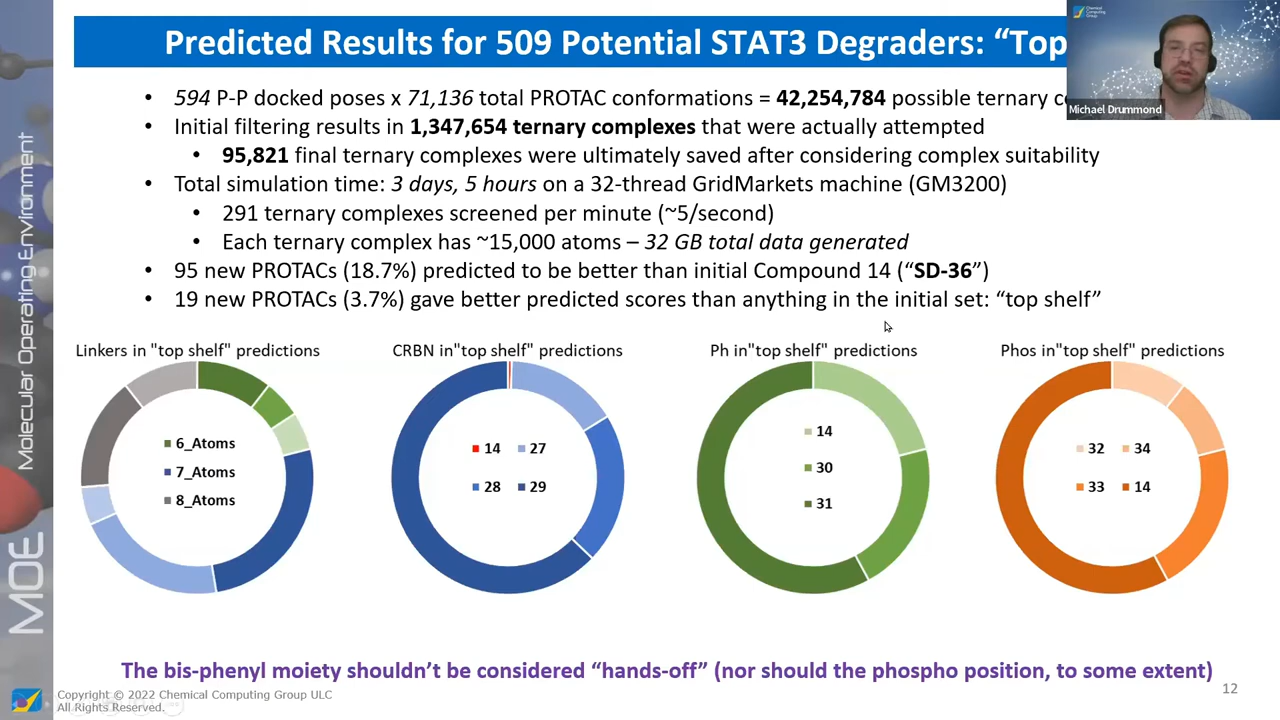 Predicted Results for 509 Potential STAT3 Degraders: “Top
Chemical
Computing
Group
Michael Drummond
• 594 P-P docked poses x 71,136 total PROTAC conformations = 42,254,784 possible ternary
• Initial filtering results in 1,347,654 ternary complexes that were actually attempted
• 95,821 final ternary complexes were ultimately saved after considering complex suitability
• Total simulation time: 3 days, 5 hours on a 32-thread GridMarkets machine (GM3200)
• 291 ternary complexes screened per minute (~5/second)
• Each ternary complex has ~15,000 atoms – 32 GB total data generated
• 95 new PROTACs (18.7%) predicted to be better than initial Compound 14 (“SD-36”)
• 19 new PROTACs (3.7%) gave better predicted scores than anything in the initial set: “top shelf”
Linkers in "top shelf" predictions
6_Atoms
7_Atoms
8_Atoms
CRBN in"top shelf" predictions
14 27
28 29
Ph in"top shelf" predictions
14
30
31
Phos in"top shelf" predictions
32 34
33 14
The bis-phenyl moiety shouldn’t be considered “hands-off” (nor should the phospho position, to some extent)
MOE Molecular Operating Environment
Copyright © 2022 Chemical Computing Group ULC
All Rights Reserved.
12